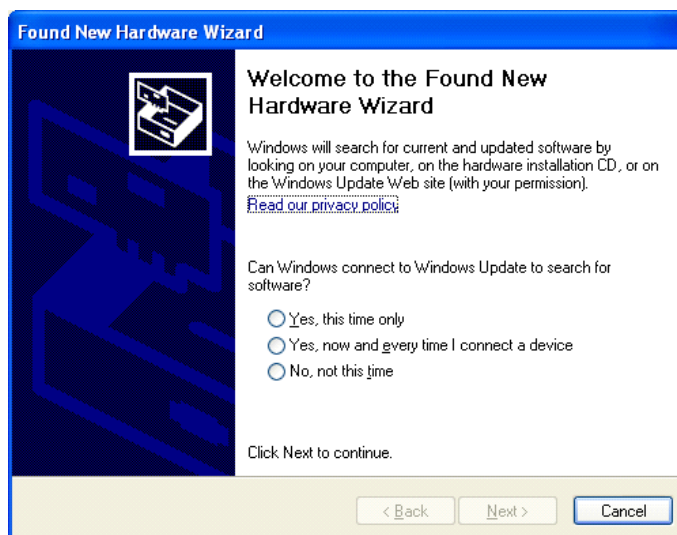 Found New Hardware Wizard
Welcome to the Found New
Hardware Wizard
Windows will search for current and updated software by
looking on your computer, on the hardware installation CD, or on
the Windows Update Web site (with your permission).
Read our privacy policy
Can Windows connect to Windows Update to search for
software?
Yes, this time only
Yes, now and every time I connect a device
No, not this time
Click Next to continue.
< Back Next > Cancel